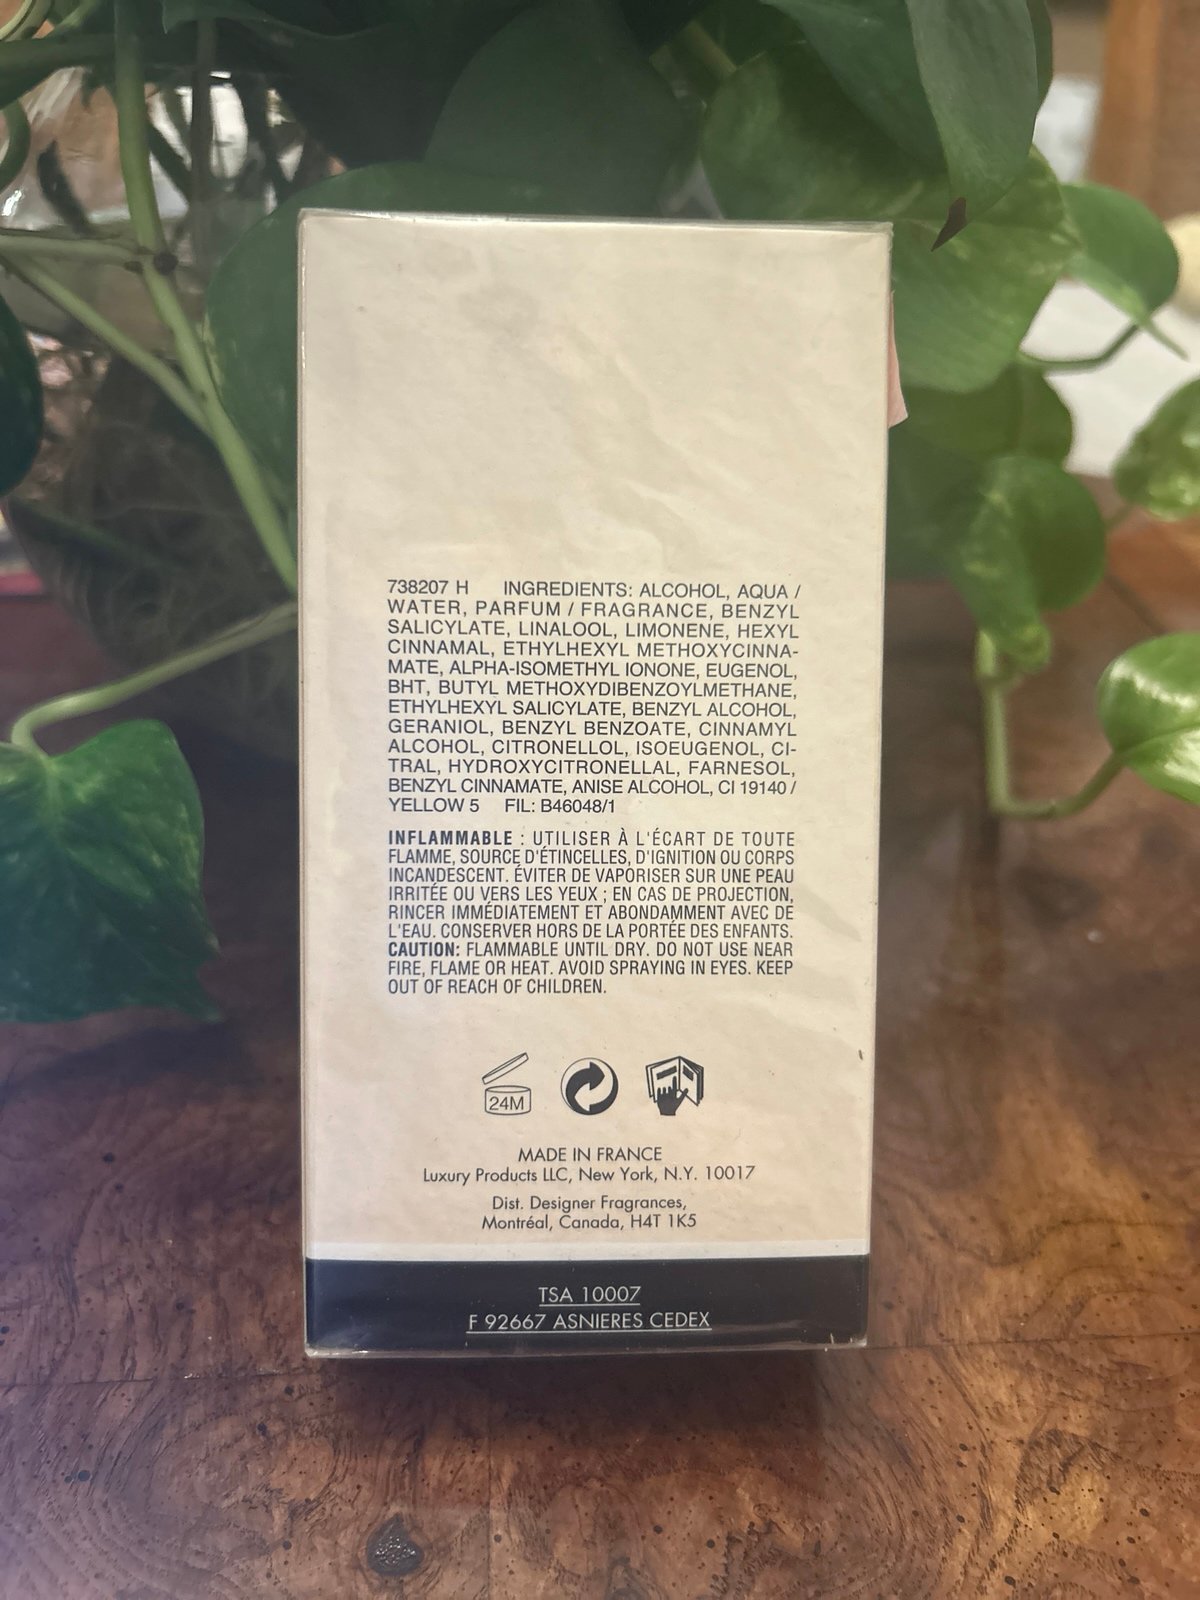 738207 H INGREDIENTS: ALCOHOL, AQUA /
WATER, PARFUM / FRAGRANCE, BENZYL
SALICYLATE, LINALOOL, LIMONENE, HEXYL
CINNAMAL, ETHYLHEXYL METHOXYCINNA-
MATE, ALPHA-ISOMETHYL IONONE, EUGENOL,
BHT, BUTYL METHOXYDIBENZOYLMETHANE,
ETHYLHEXYL SALICYLATE, BENZYL ALCOHOL,
GERANIOL, BENZYL BENZOATE, CINNAMYL
ALCOHOL, CITRONELLOL, ISOEUGENOL, CI-
TRAL, HYDROXYCITRONELLAL, FARNESOL,
BENZYL CINNAMATE, ANISE ALCOHOL, CI 19140 /
YELLOW 5 FIL: B46048/1
INFLAMMABLE : UTILISER À L'ÉCART DE TOUTE
FLAMME, SOURCE D'ÉTINCELLES, D'IGNITION OU CORPS
INCANDESCENT. ÉVITER DE VAPORISER SUR UNE PEAU
IRRITÉE OU VERS LES YEUX ; EN CAS DE PROJECTION,
RINCER IMMÉDIATEMENT ET ABONDAMMENT AVEC DE
L'EAU. CONSERVER HORS DE LA PORTÉE DES ENFANTS.
CAUTION: FLAMMABLE UNTIL DRY. DO NOT USE NEAR
FIRE, FLAME OR HEAT. AVOID SPRAYING IN EYES. KEEP
OUT OF REACH OF CHILDREN.
24M
MADE IN FRANCE
Luxury Products LLC, New York, N.Y. 10017
Dist. Designer Fragrances,
Montréal, Canada, H4T 1K5
TSA 10007
F 92667 ASNIERES CEDEX